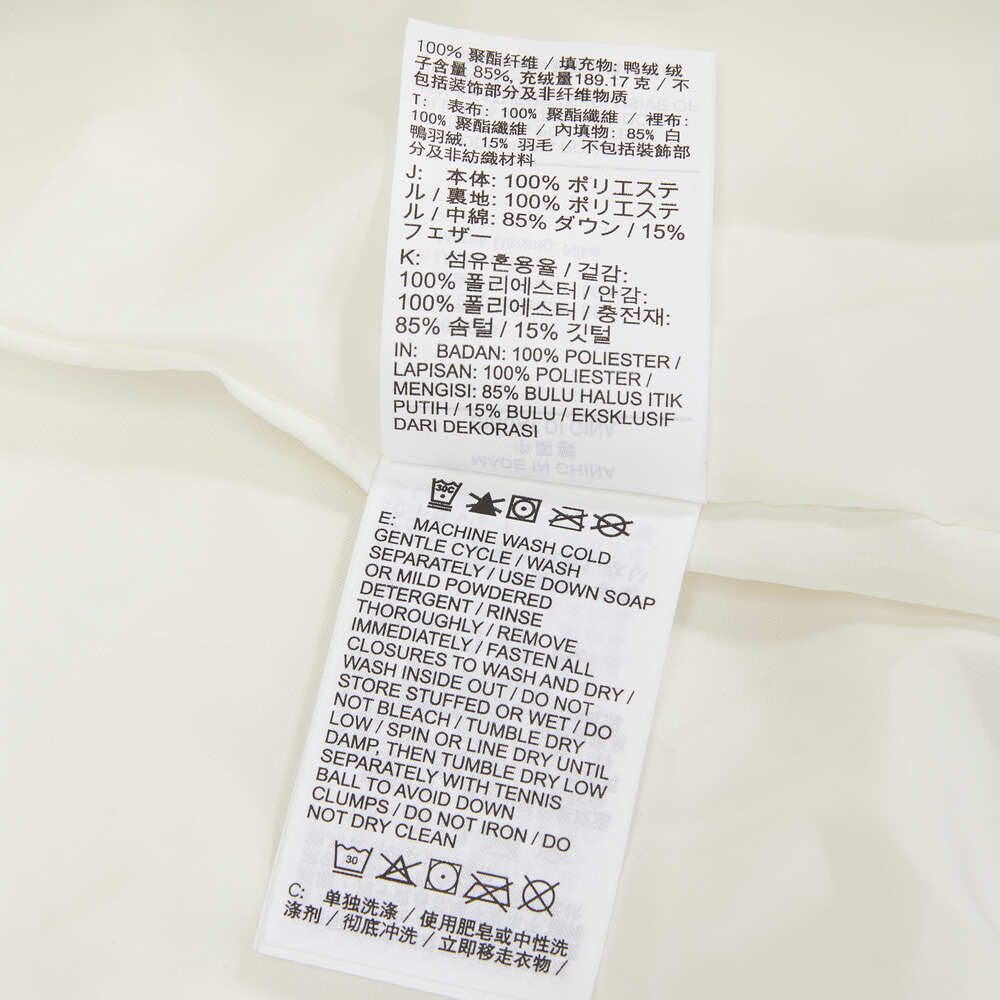 100% 聚酯纤维 / 填充物: 鸭绒 绒
子含量 85%, 充绒量189.17 克 / 不
包括装饰部分及非纤维物质
T: 表布: 100% 聚酯纖維 / 裡布:
100% 聚酯纖維 / 內填物: 85% 白
鴨羽絨, 15% 羽毛 / 不包括裝飾部
分及非紡織材料
J: 本体: 100% ポリエステ
ル / 裏地: 100% ポリエステ
ル / 中綿: 85% ダウン / 15%
フェザー
K: 섬유혼용율 / 겉감:
100% 폴리에스터 / 안감:
100% 폴리에스터 / 충전재:
85% 솜털 / 15% 깃털
IN: BADAN: 100% POLIESTER /
LAPISAN: 100% POLIESTER /
MENGISI: 85% BULU HALUS ITIK
PUTIH / 15% BULU / EKSKLUSIF
DARI DEKORASI
中國製
MADE IN CHINA
30C
E: MACHINE WASH COLD
GENTLE CYCLE / WASH
SEPARATELY / USE DOWN SOAP
OR MILD POWDERED
DETERGENT / RINSE
THOROUGHLY / REMOVE
IMMEDIATELY / FASTEN ALL
CLOSURES TO WASH AND DRY /
WASH INSIDE OUT / DO NOT
STORE STUFFED OR WET / DO
NOT BLEACH / TUMBLE DRY
LOW / SPIN OR LINE DRY UNTIL
DAMP, THEN TUMBLE DRY LOW
SEPARATELY WITH TENNIS
BALL TO AVOID DOWN
CLUMPS / DO NOT IRON / DO
NOT DRY CLEAN
30
C: 单独洗涤 / 使用肥皂或中性洗
涤剂 / 彻底冲洗 / 立即移走衣物 /